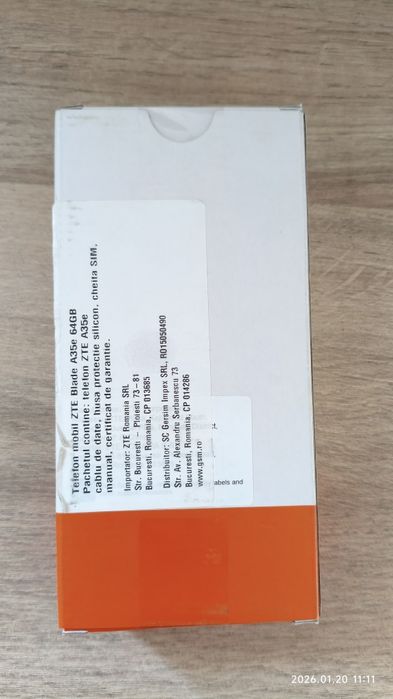 Telefon mobil ZTE Blade A35e 64GB
Pachetul contine: telefon ZTE A35e
cablu de date, husa protectie silicon, cheita SIM,
manual, certificat de garantie.
Importator: ZTE Romania SRL
Str. Bucuresti - Ploiesti 73-81
Bucuresti, Romania, CP 013685
Distribuitor: SC Gersim Impex SRL, RO15050490
Str. Av. Alexandru Serbanescu 73
Bucuresti, Romania, CP 014286
www.gsm.ro
labels and
2026.01.20 11:11